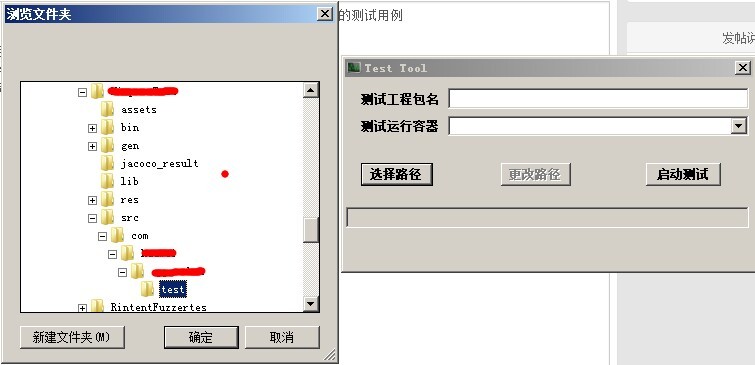 浏览文件夹
assets
bin
gen
jacoco_result
lib
res
src
com
test
RintentFuzzertes
新建文件夹(M)
确定
取消
的测试用例
Test Tool
测试工程包名
测试运行容器
选择路径
更改路径
启动测试